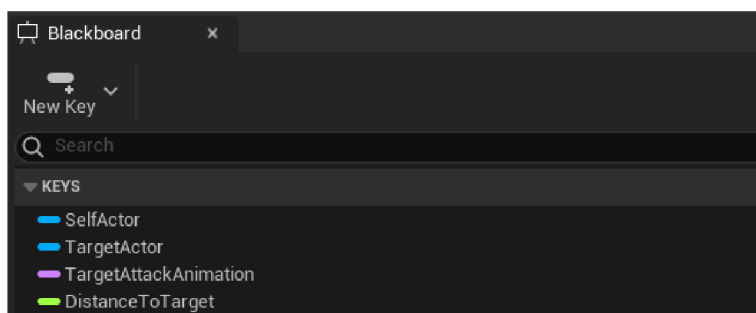 Blackboard
New Key
Search
KEYS
SelfActor
TargetActor
TargetAttackAnimation
DistanceToTarget